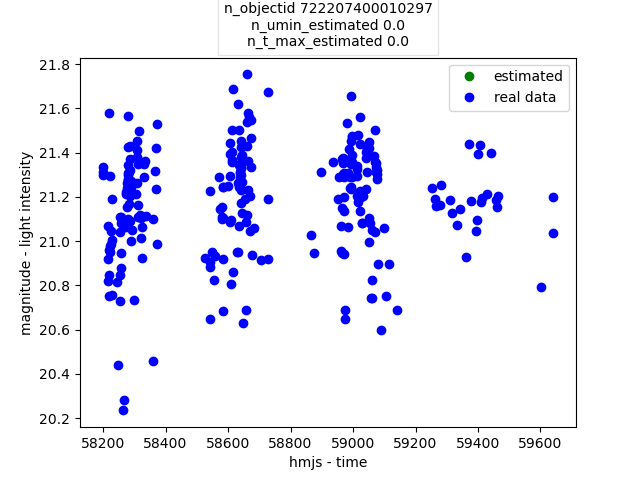 n_objectid 722207400010297
n_umin_estimated 0.0
n_t_max_estimated 0.0
estimated
real data
magnitude - light intensity
21.8
21.6
21.4
21.2
21.0
20.8
20.6
20.4
20.2
58200 58400 58600 58800 59000 59200 59400 59600
hmjs - time